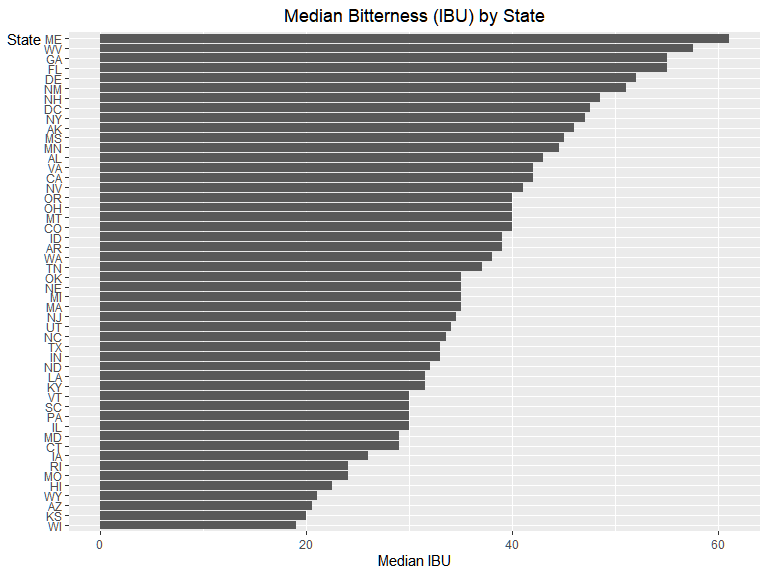 Median Bitterness (IBU) by State
State
ME
WV
GA
FL
DE
NM
NH
DC
NY
AK
MS
MN
AL
VA
CA
NV
OR
OH
MT
CO
ID
AR
WA
TN
OK
NE
MI
MA
NJ
UT
NC
TX
IN
ND
LA
KY
VT
SC
PA
IL
MD
CT
IA
RI
MO
HI
WY
AZ
KS
WI
0 20 40 60
Median IBU